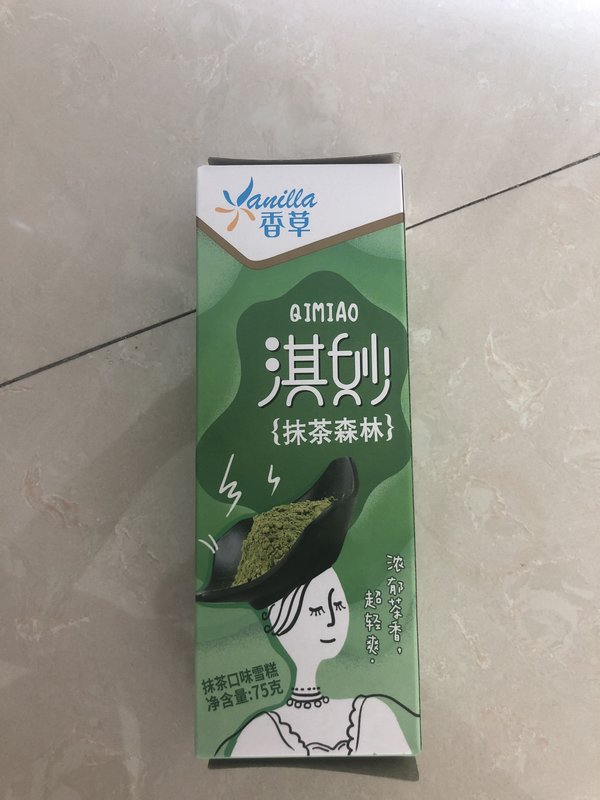 Vanilla
香草
QIMIAO
淇妙
{抹茶森林}
浓郁茶香，
超轻爽.
抹茶口味雪糕
净含量:75克